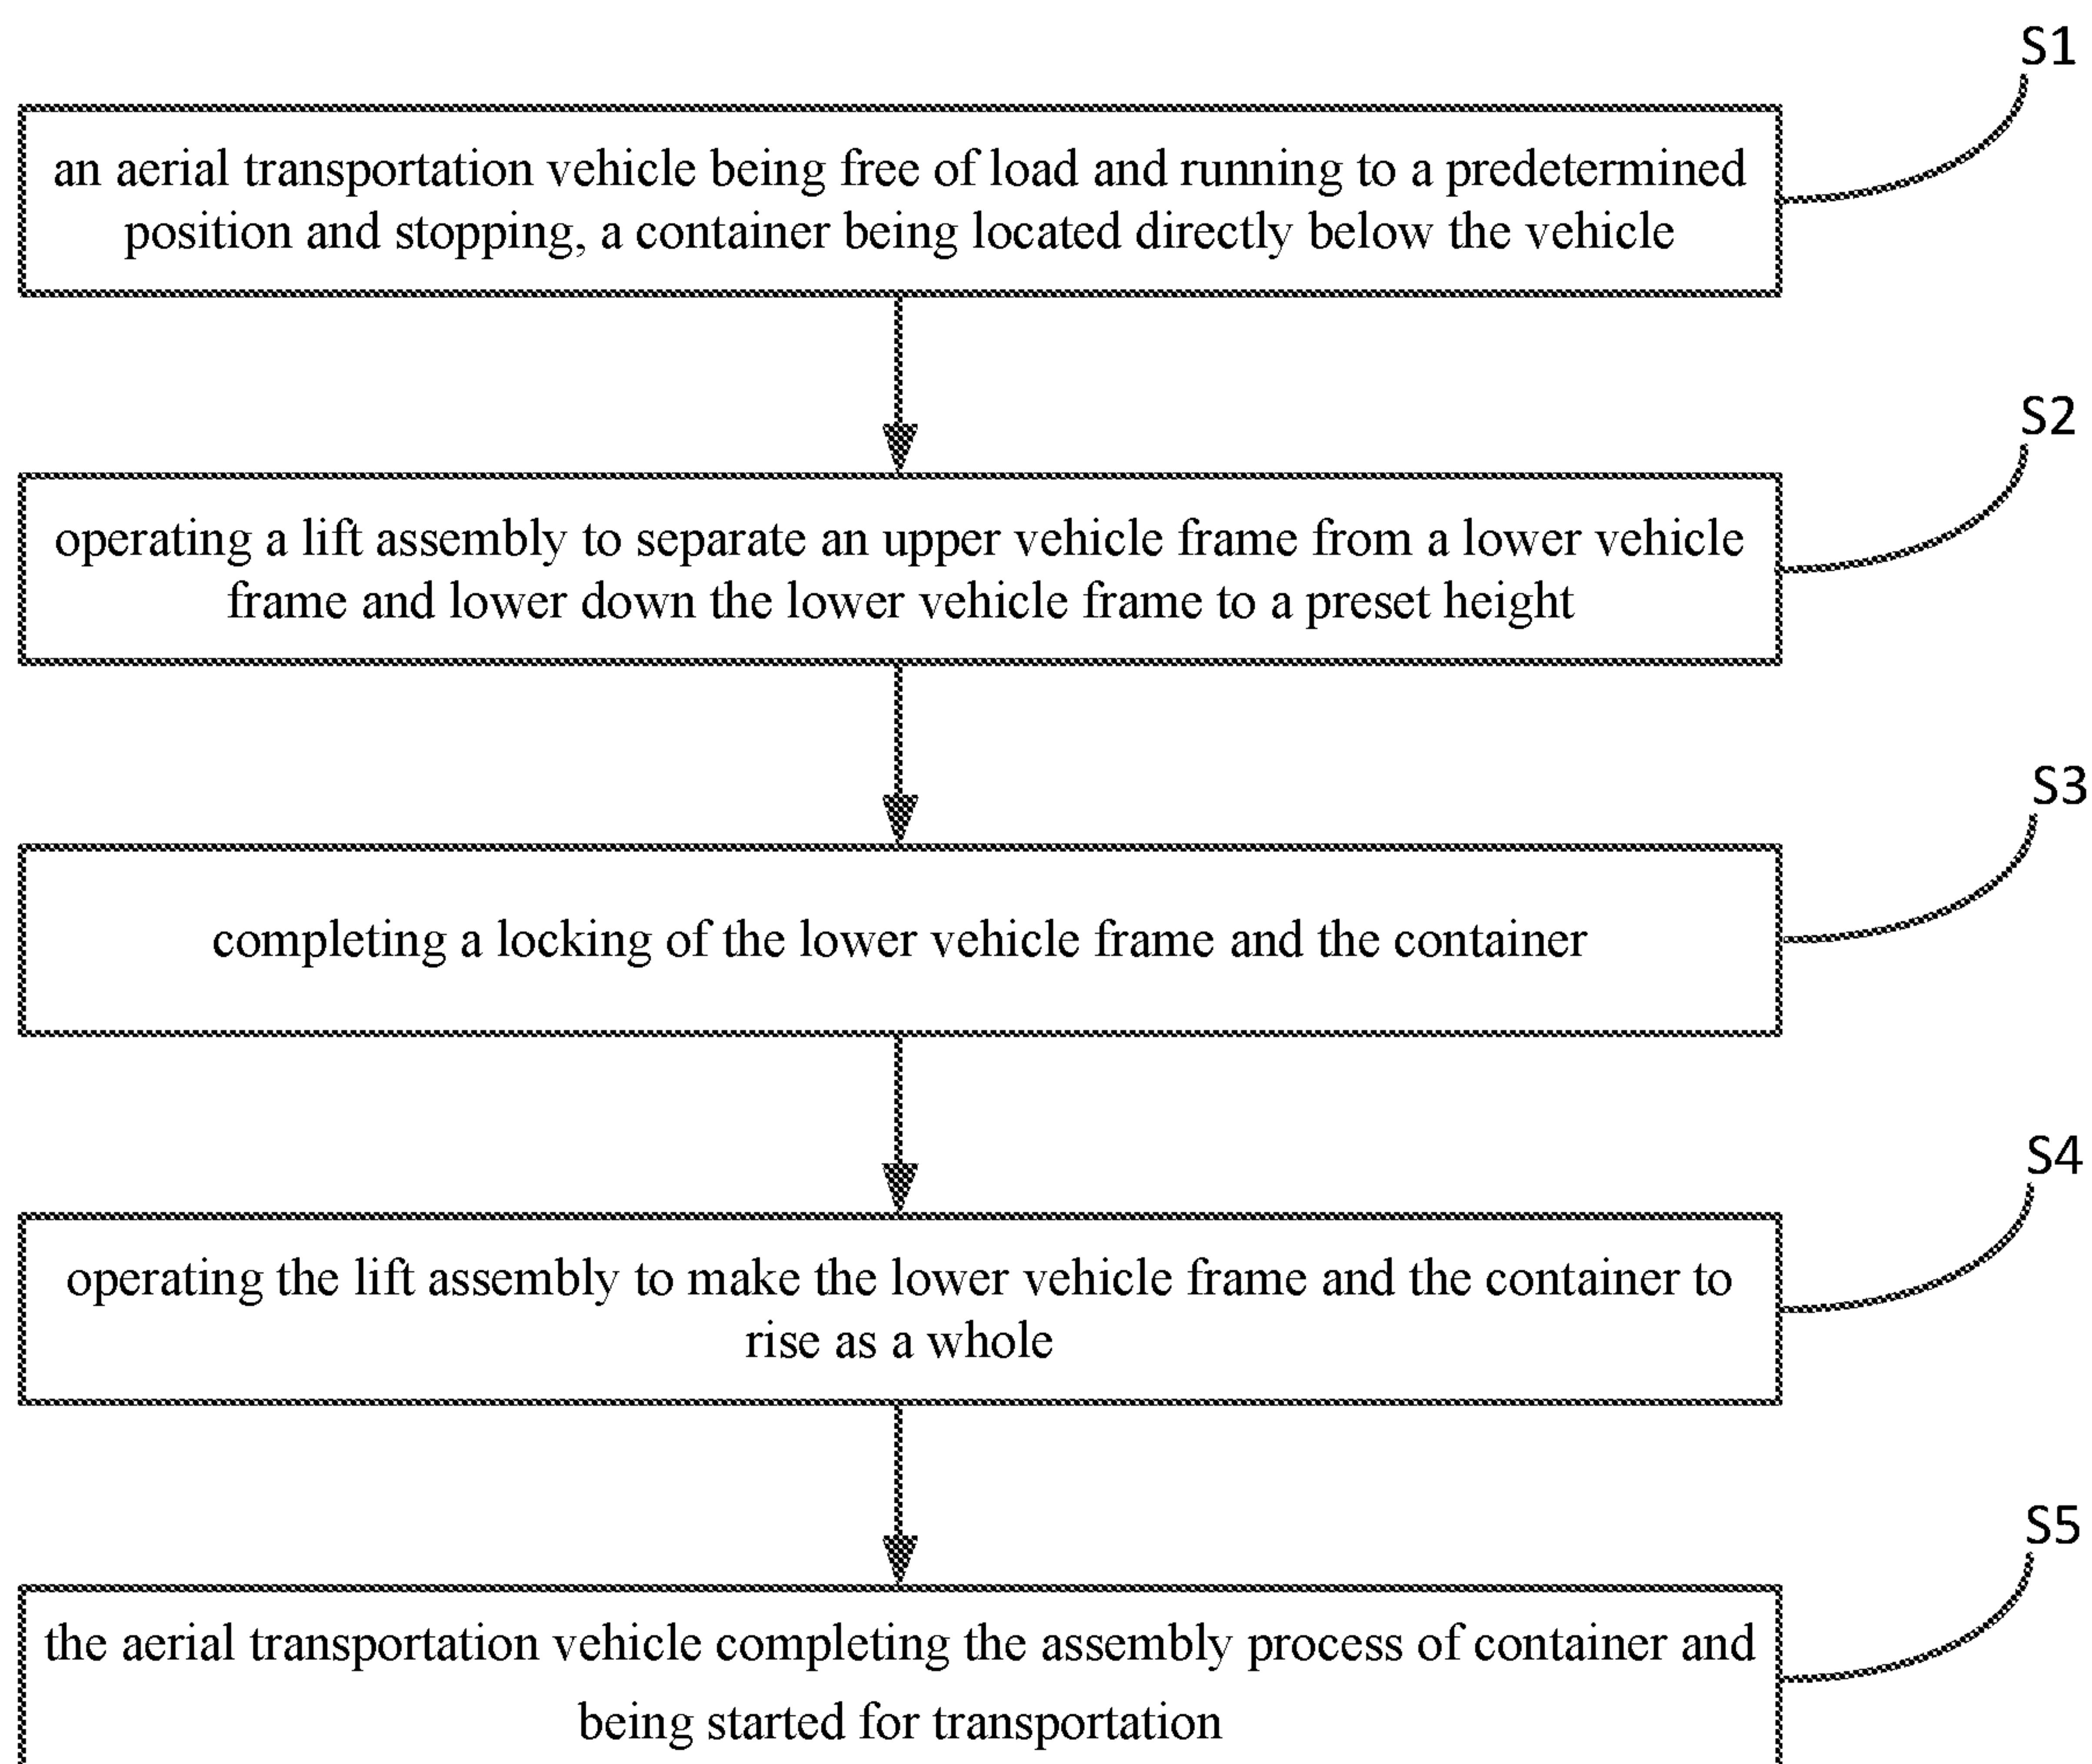 S1
an aerial transportation vehicle being free of load and running to a predetermined
position and stopping, a container being located directly below the vehicle
S2
operating a lift assembly to separate an upper vehicle frame from a lower vehicle
frame and lower down the lower vehicle frame to a preset height
S3
completing a locking of the lower vehicle frame and the container
S4
operating the lift assembly to make the lower vehicle frame and the container to
rise as a whole
S5
the aerial transportation vehicle completing the assembly process of container and
being started for transportation